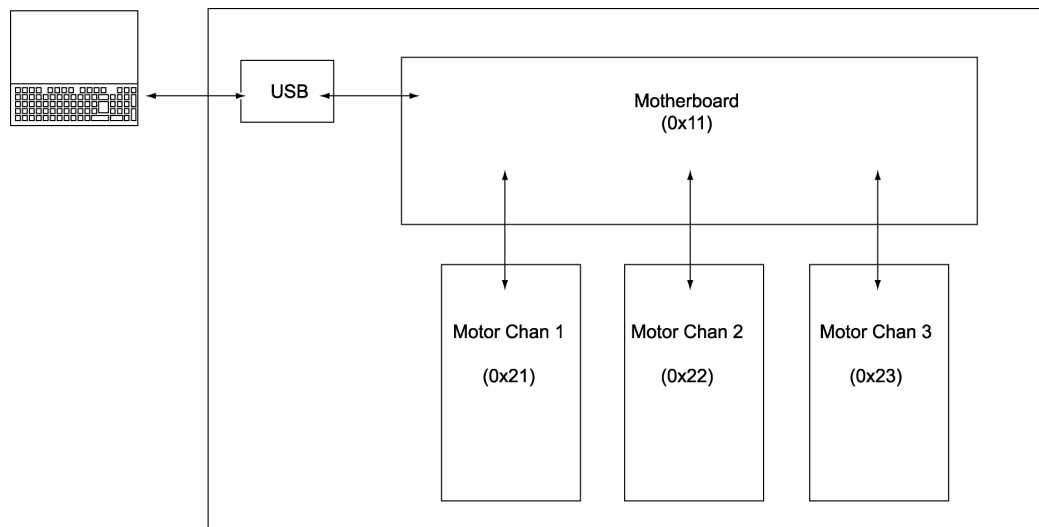 USB
Motherboard
(0x11)
Motor Chan 1
(0x21)
Motor Chan 2
(0x22)
Motor Chan 3
(0x23)